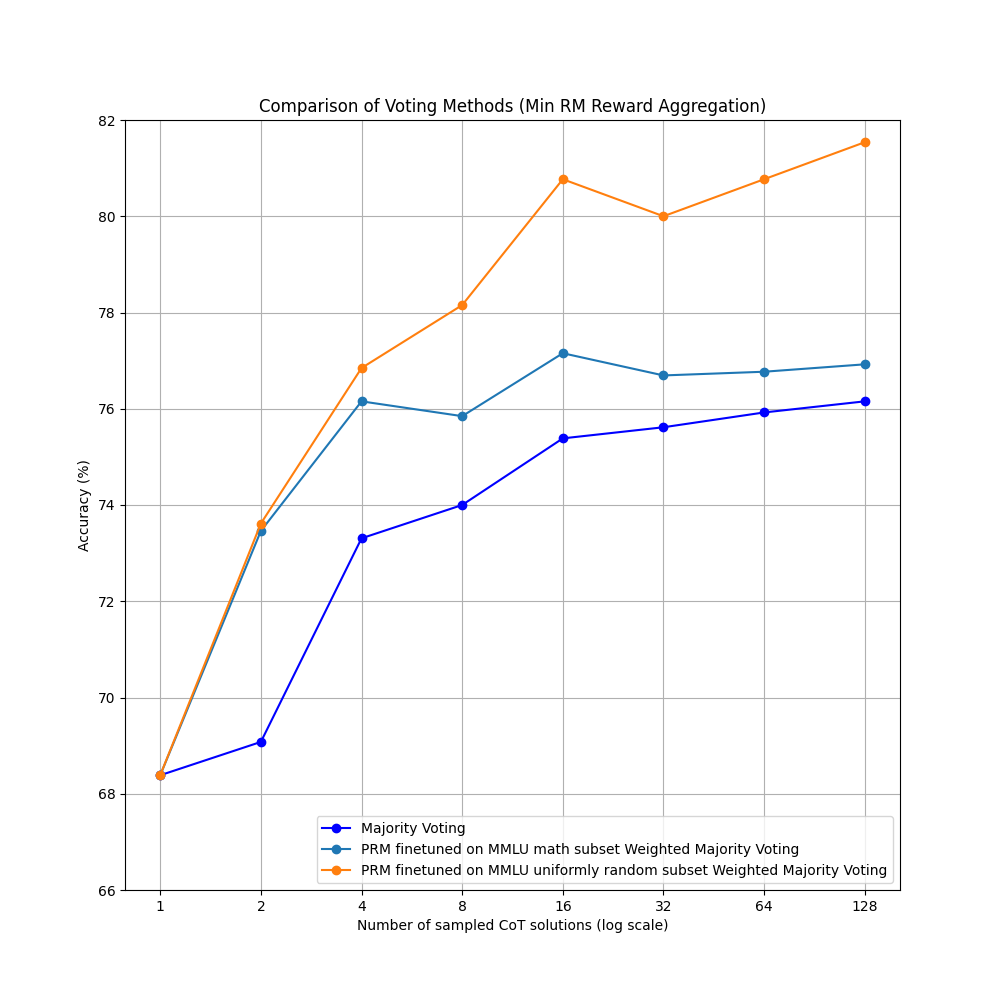 Comparison of Voting Methods (Min RM Reward Aggregation)
82
80
78
76
74
72
70
68
66
Accuracy (%)
Majority Voting
PRM finetuned on MMLU math subset Weighted Majority Voting
PRM finetuned on MMLU uniformly random subset Weighted Majority Voting
1 2 4 8 16 32 64 128
Number of sampled CoT solutions (log scale)